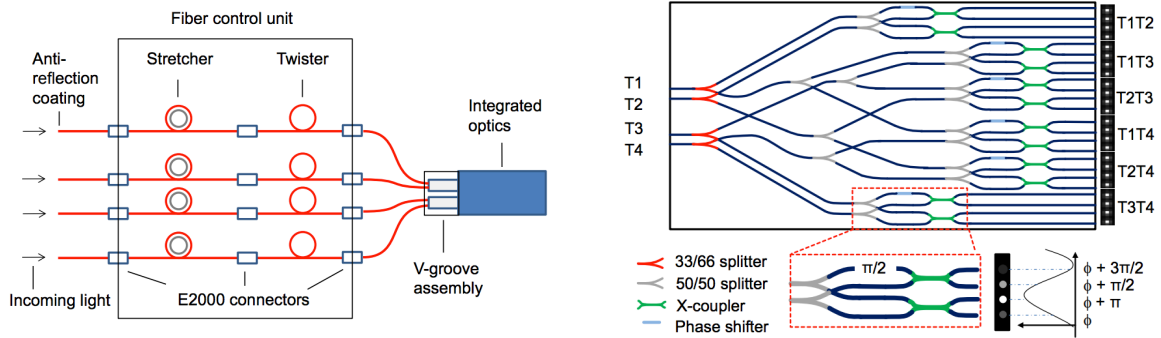 Fiber control unit
Anti-
reflection
coating
Stretcher
Twister
Integrated
optics
V-groove
assembly
Incoming light
E2000 connectors
T1
T2
T3
T4
T1T2
T1T3
T2T3
T1T4
T2T4
T3T4
33/66 splitter
50/50 splitter
X-coupler
Phase shifter
π/2
ϕ + 3π/2
ϕ + π/2
ϕ + π
ϕ